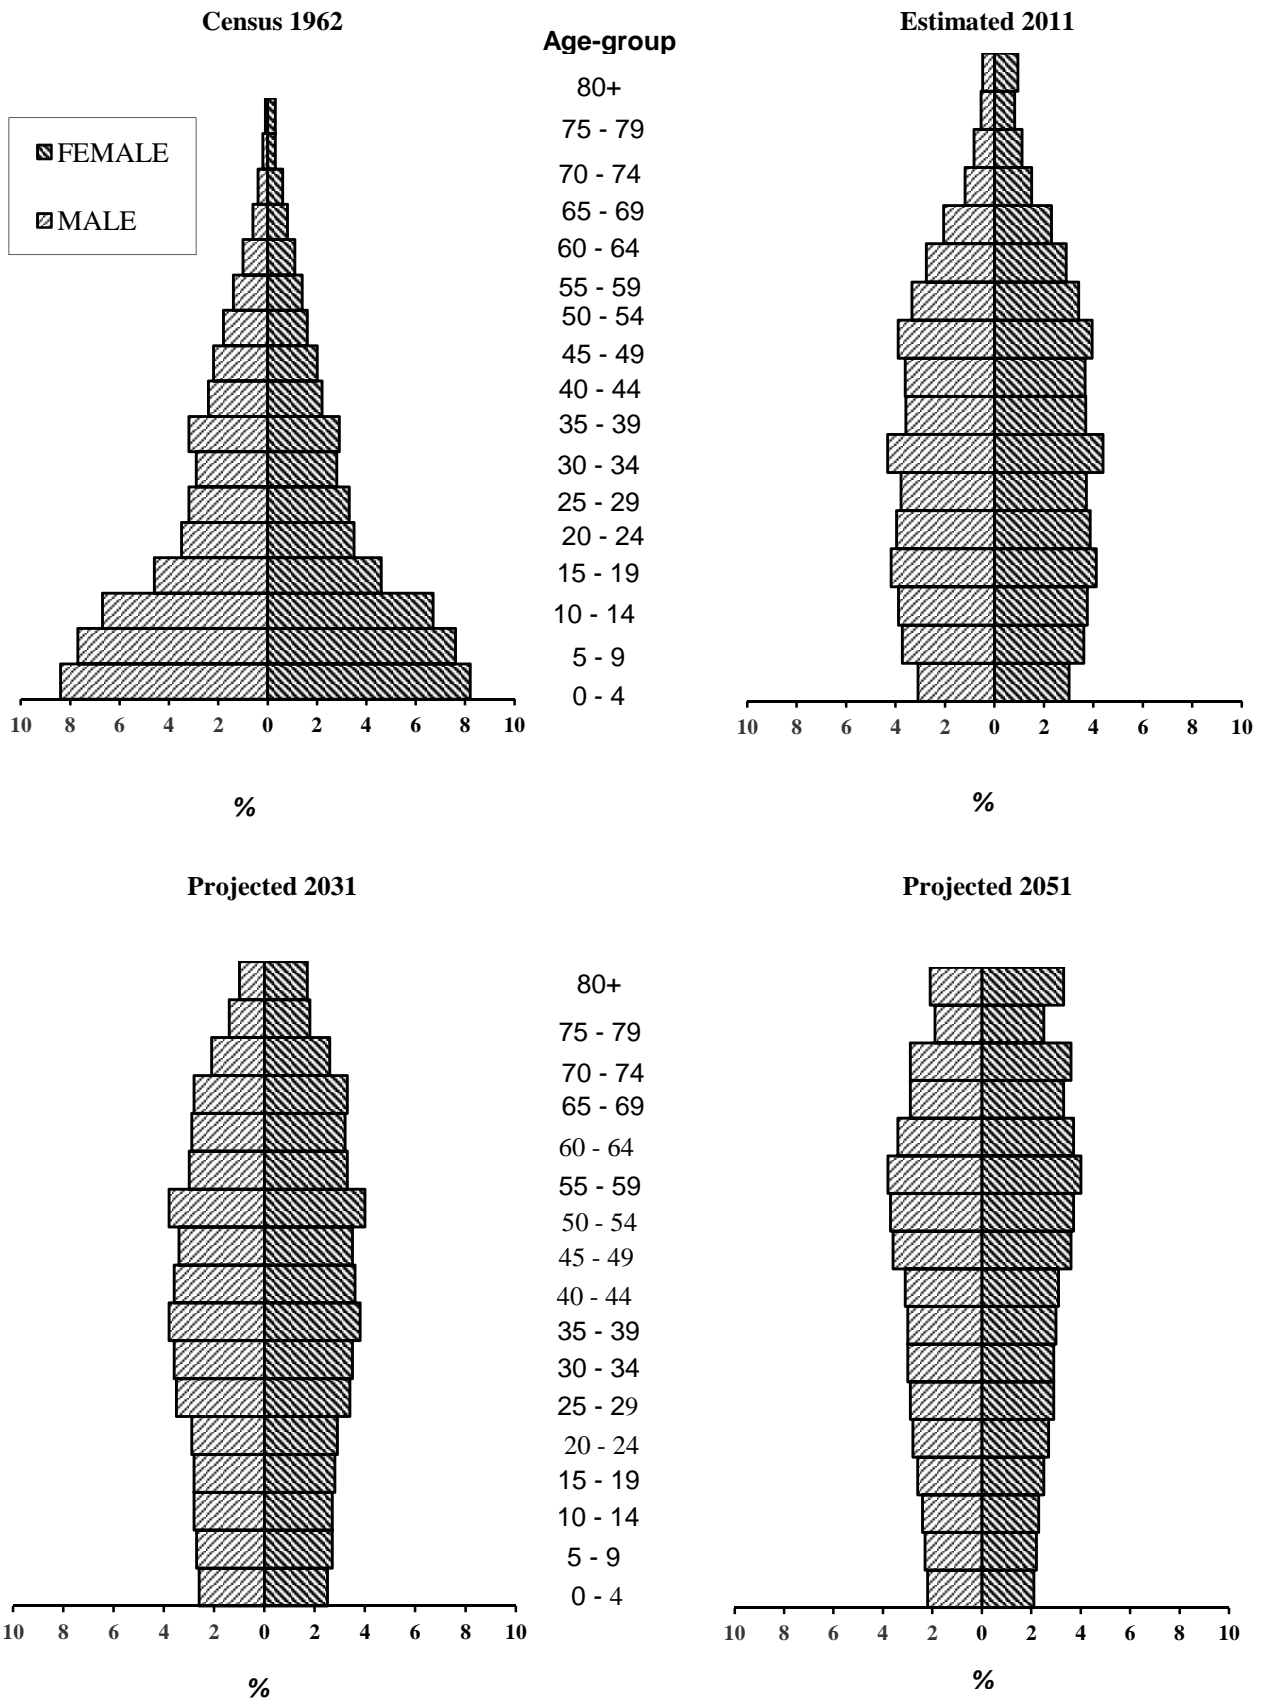 Census 1962
Estimated 2011
Age-group
FEMALE
MALE
80+
75 - 79
70 - 74
65 - 69
60 - 64
55 - 59
50 - 54
45 - 49
40 - 44
35 - 39
30 - 34
25 - 29
20 - 24
15 - 19
10 - 14
5 - 9
0 - 4
10 8 6 4 2 0 2 4 6 8 10
10 8 6 4 2 0 2 4 6 8 10
%
%
Projected 2031
Projected 2051
80+
75 - 79
70 - 74
65 - 69
60 - 64
55 - 59
50 - 54
45 - 49
40 - 44
35 - 39
30 - 34
25 - 29
20 - 24
15 - 19
10 - 14
5 - 9
0 - 4
10 8 6 4 2 0 2 4 6 8 10
10 8 6 4 2 0 2 4 6 8 10
%
%